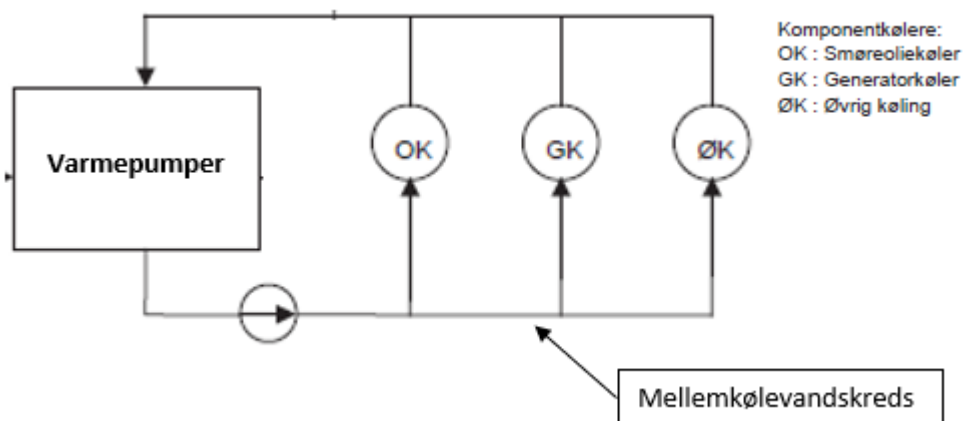 Komponentkølere:
OK : Smøreoliekøler
GK : Generatorkøler
ØK : Øvrig køling
Varmepumper
OK
GK
ØK
Mellemkølevandskreds